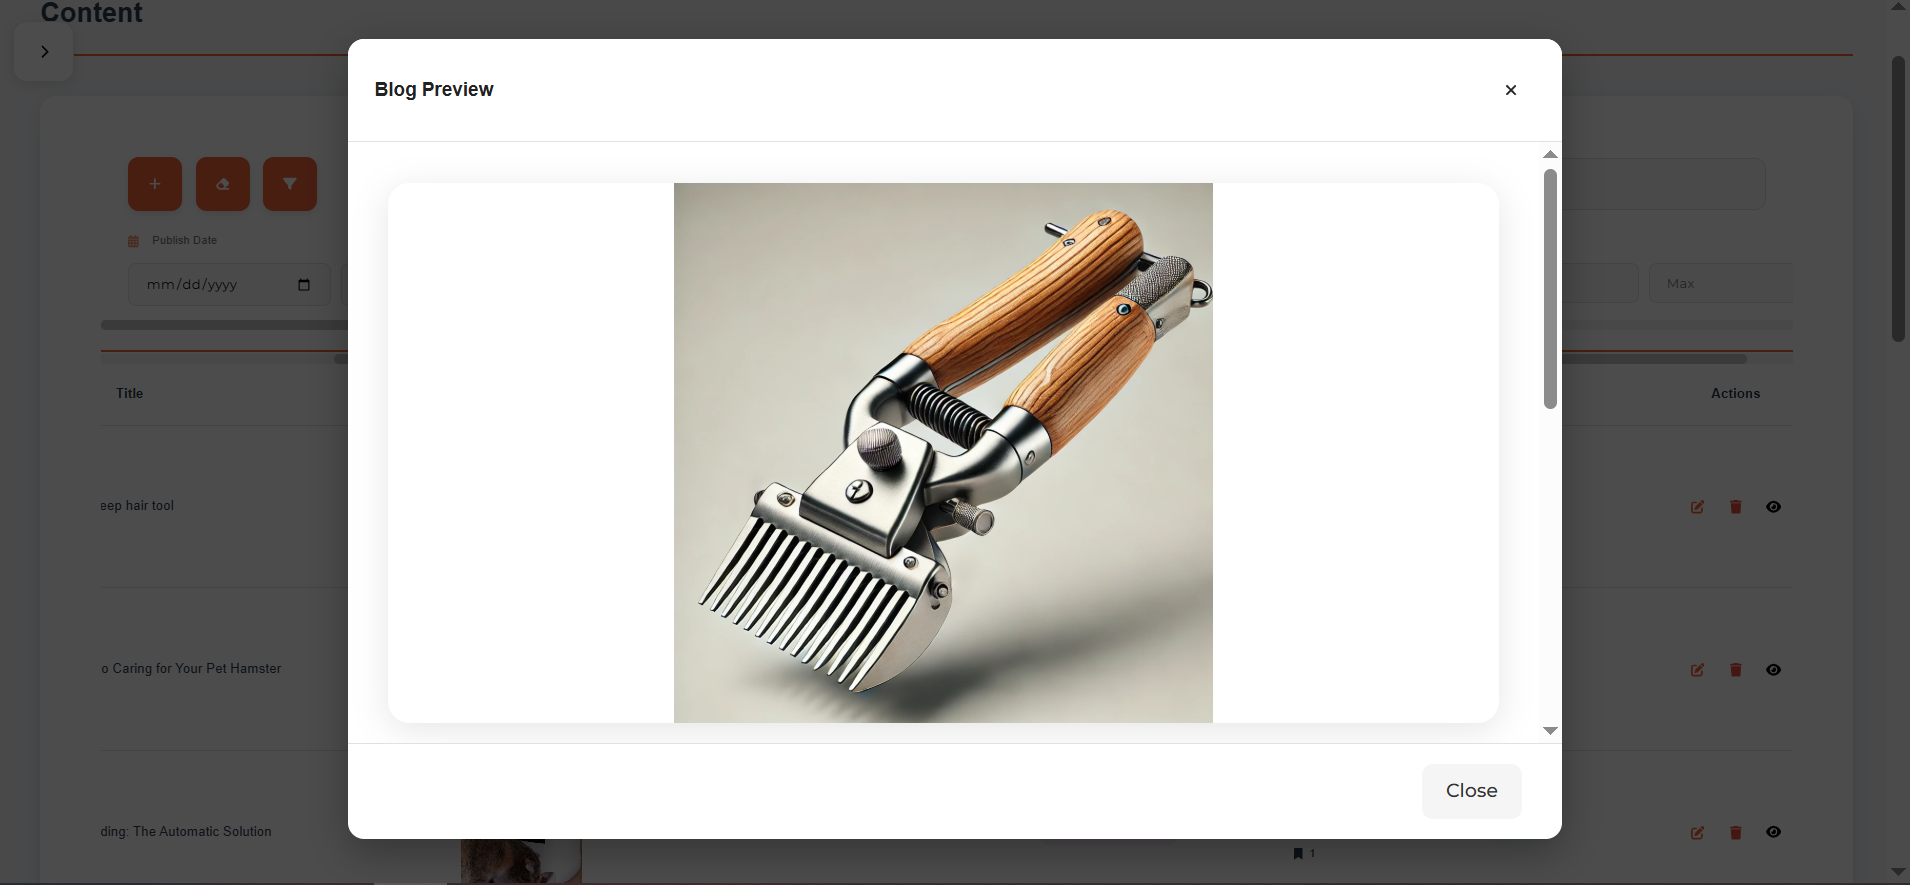 Content
Blog Preview
Publish Date
mm/dd/yyyy
Max
Title
Actions
eep hair tool
o Caring for Your Pet Hamster
ding: The Automatic Solution
1
Close